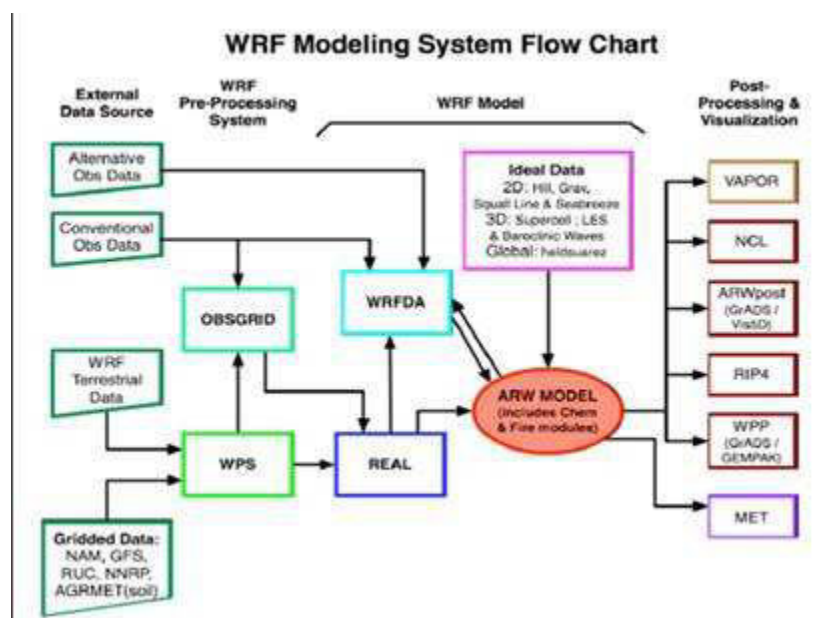 WRF Modeling System Flow Chart
External
Data Source
WRF
Pre-Processing
System
WRF Model
Post-
Processing &
Visualization
Alternative
Obs Data
Conventional
Obs Data
WRF
Terrestrial
Data
Gridded Data:
NAM, GFS,
RUC, NNRP,
AGRMET(soil)
OBSGRID
WPS
WRFDA
REAL
Ideal Data
2D: Hill, Grav,
Squall Line & Seabreeze
3D: Supercell ; LES
& Baroclinic Waves
Global: heldsuarez
ARW MODEL
(includes Chem
& Fire modules)
VAPOR
NCL
ARWpost
(GrADS /
Vis5D)
RIP4
WPP
(GrADS /
GEMPAK)
MET